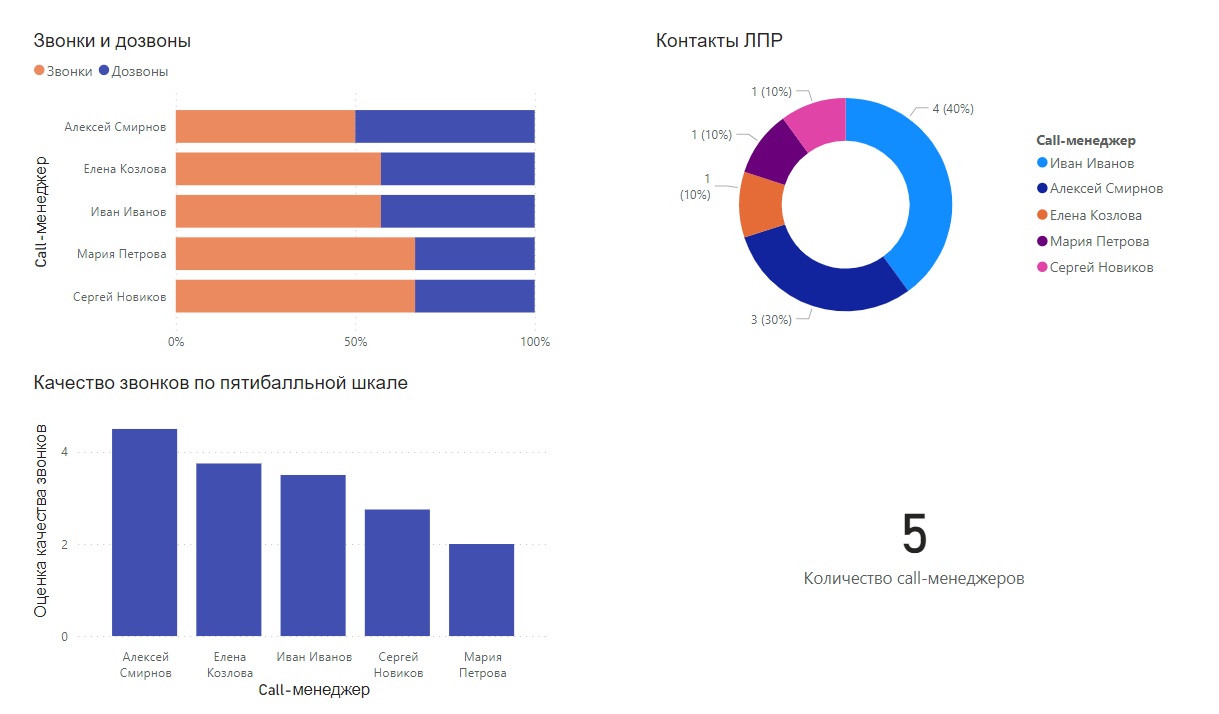 Звонки и дозвоны
Звонки Дозвоны
Call-менеджер
Алексей Смирнов
Елена Козлова
Иван Иванов
Мария Петрова
Сергей Новиков
0% 50% 100%
Контакты ЛПР
1 (10%)
4 (40%)
1 (10%)
1
(10%)
3 (30%)
Call-менеджер
Иван Иванов
Алексей Смирнов
Елена Козлова
Мария Петрова
Сергей Новиков
Качество звонков по пятибалльной шкале
Оценка качества звонков
4
2
0
Алексей
Смирнов
Елена
Козлова
Иван Иванов
Сергей
Новиков
Мария
Петрова
Call-менеджер
5
Количество call-менеджеров